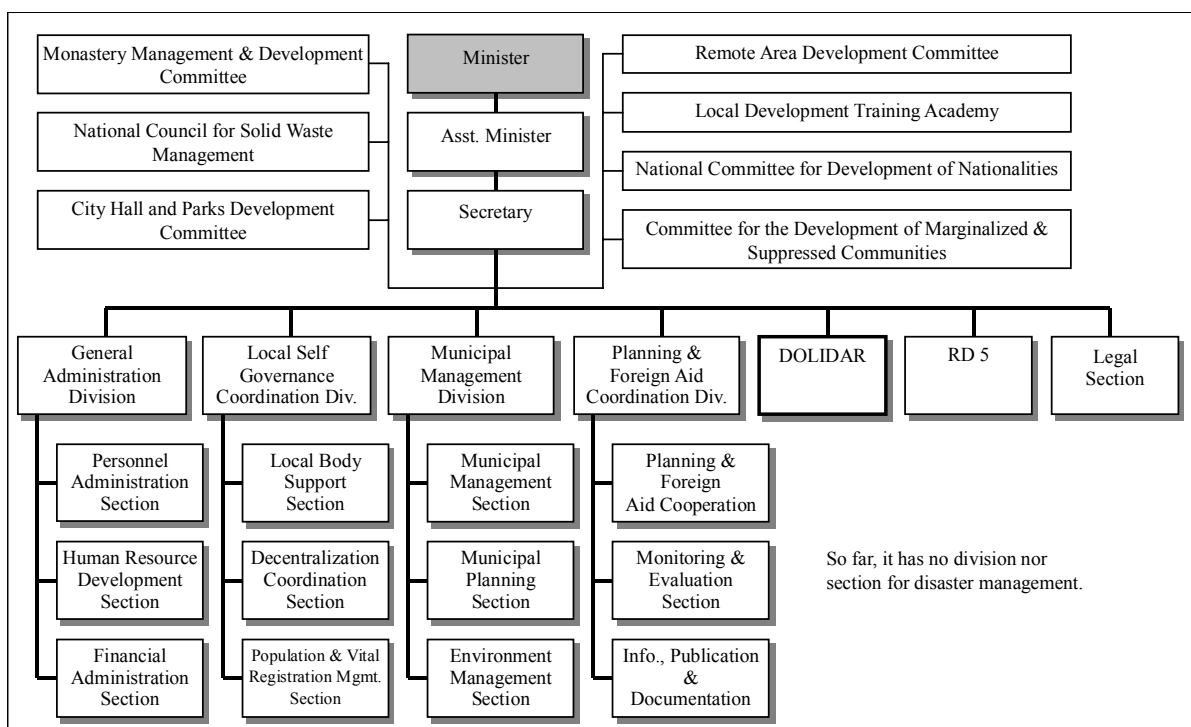 Monastery Management & Development
Committee
National Council for Solid Waste
Management
City Hall and Parks Development
Committee
Minister
Asst. Minister
Secretary
Remote Area Development Committee
Local Development Training Academy
National Committee for Development of Nationalities
Committee for the Development of Marginalized &
Suppressed Communities
General
Administration
Division
Local Self
Governance
Coordination Div.
Municipal
Management
Division
Planning &
Foreign Aid
Coordination Div.
DOLIDAR
RD 5
Legal
Section
Personnel
Administration
Section
Human Resource
Development
Section
Financial
Administration
Section
Local Body
Support
Section
Decentralization
Coordination
Section
Population & Vital
Registration Mgmt.
Section
Municipal
Management
Section
Municipal
Planning
Section
Environment
Management
Section
Planning &
Foreign
Aid Cooperation
Monitoring &
Evaluation
Section
Info., Publication
&
Documentation
So far, it has no division nor
section for disaster management.